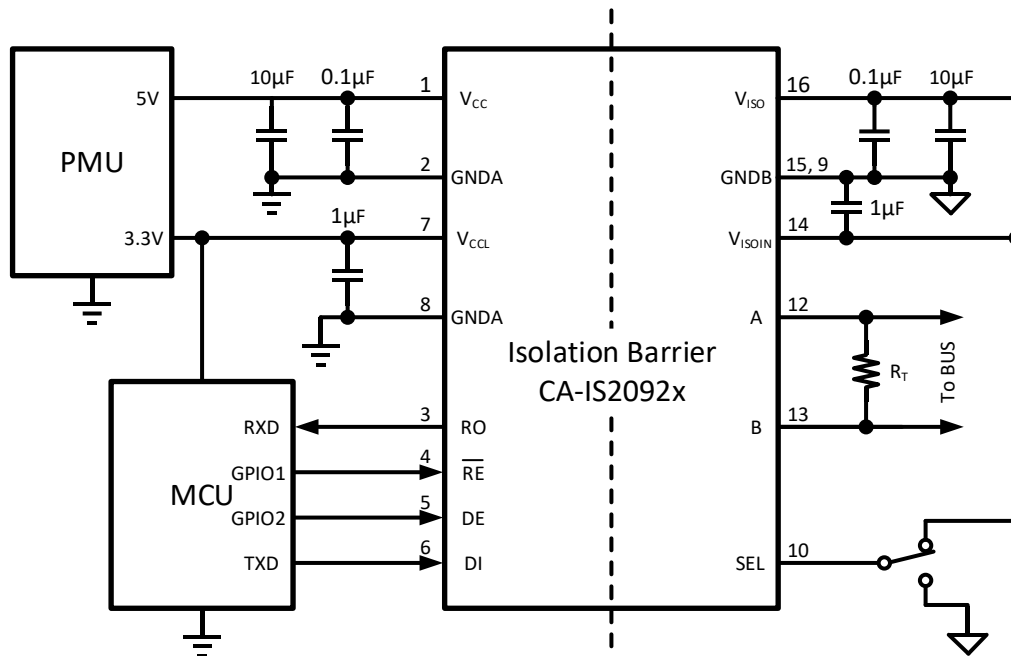 10μF
0.1μF
1
16
0.1μF
10μF
5V
VCC
VISO
PMU
2
15, 9
GNDA
GNDB
1μF
7
1μF
14
3.3V
VCCL
VISOIN
8
12
GNDA
A
Isolation Barrier
CA-IS2092x
RT
To BUS
3
13
RXD
RO
B
4
GPIO1
RE
MCU
5
GPIO2
DE
6
10
TXD
DI
SEL